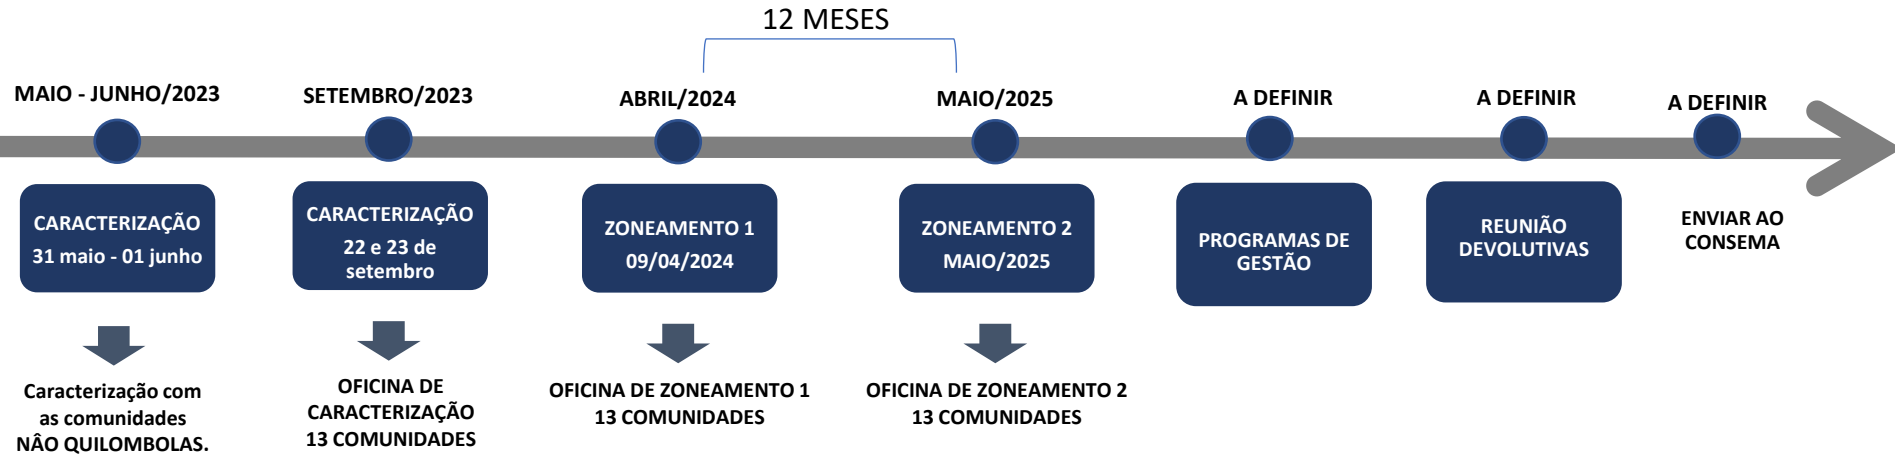 12 MESES
MAIO - JUNHO/2023
SETEMBRO/2023
ABRIL/2024
MAIO/2025
A DEFINIR
A DEFINIR
A DEFINIR
CARACTERIZAÇÃO
31 maio - 01 junho
CARACTERIZAÇÃO
22 e 23 de
setembro
ZONEAMENTO 1
09/04/2024
ZONEAMENTO 2
MAIO/2025
PROGRAMAS DE
GESTÃO
REUNIÃO
DEVOLUTIVAS
ENVIAR AO
CONSEMA
Caracterização com
as comunidades
NÂO QUILOMBOLAS.
OFICINA DE
CARACTERIZAÇÃO
13 COMUNIDADES
OFICINA DE ZONEAMENTO 1
13 COMUNIDADES
OFICINA DE ZONEAMENTO 2
13 COMUNIDADES